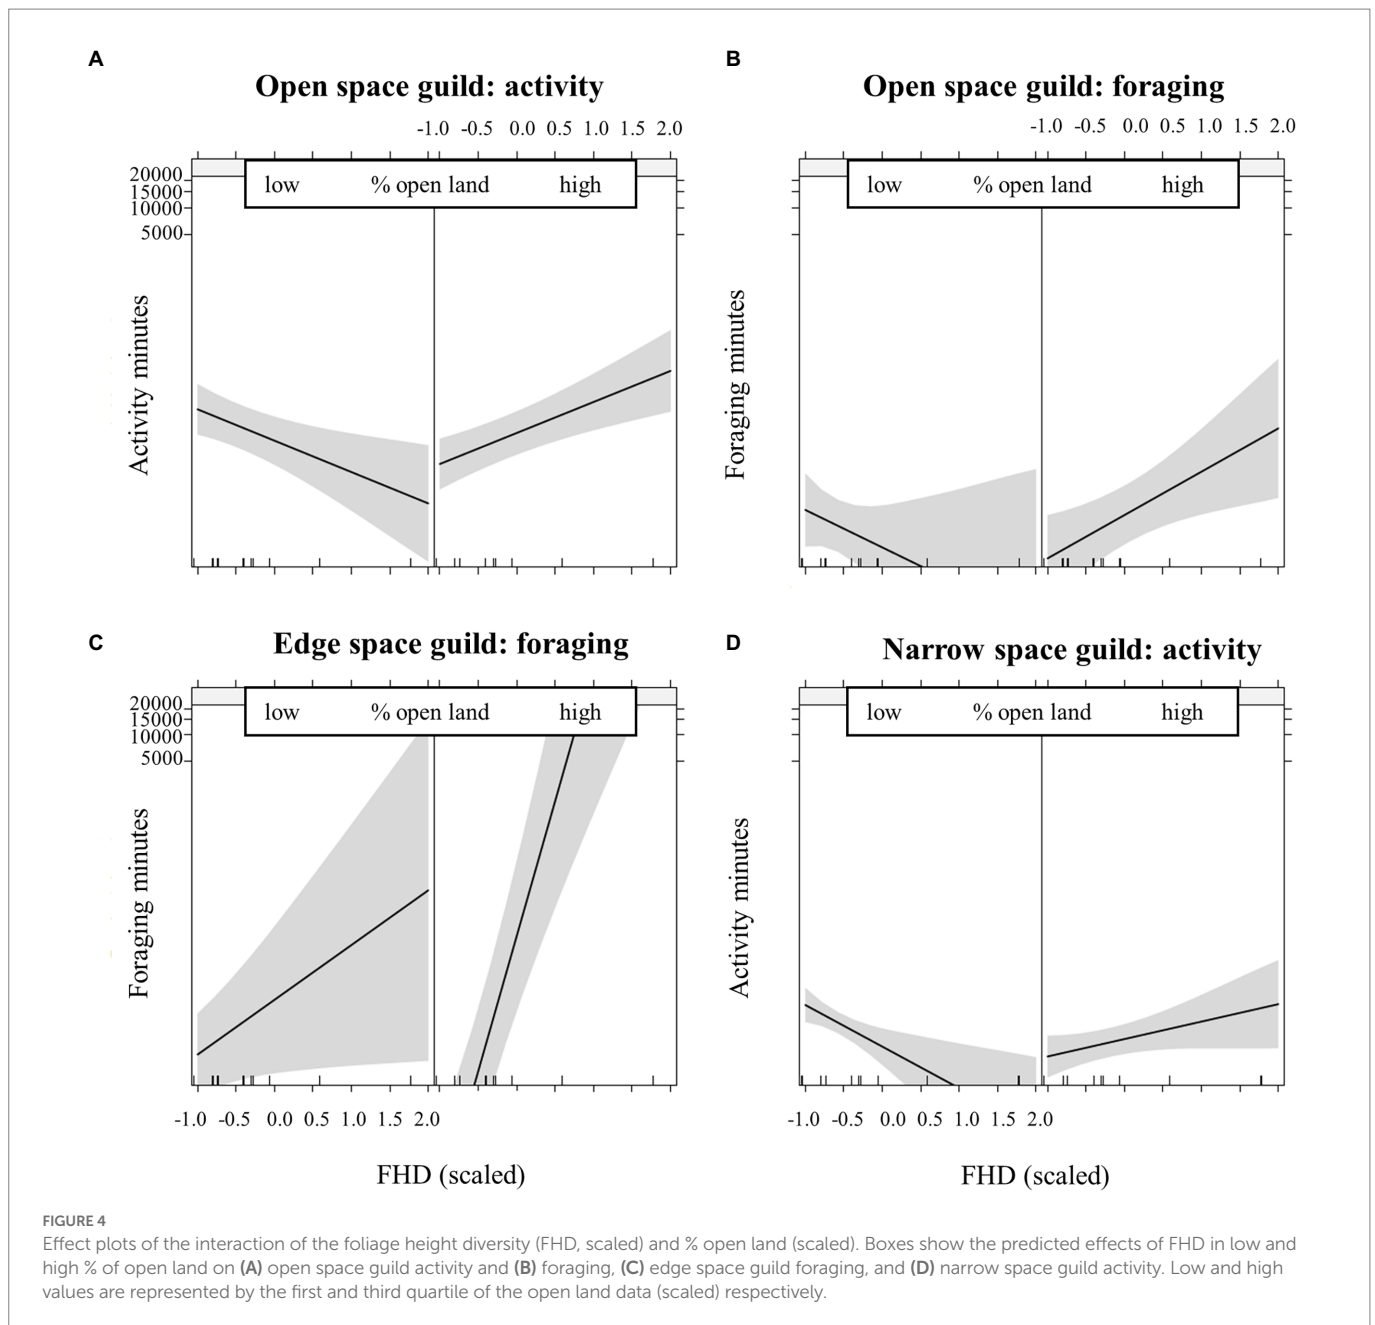 A
Open space guild: activity
-1.0 -0.5 0.0 0.5 1.0 1.5 2.0
20000
15000
10000
5000
low % open land high
Activity minutes
B
Open space guild: foraging
-1.0 -0.5 0.0 0.5 1.0 1.5 2.0
low % open land high
Foraging minutes
C
Edge space guild: foraging
20000
15000
10000
5000
low % open land high
Foraging minutes
-1.0 -0.5 0.0 0.5 1.0 1.5 2.0
FHD (scaled)
D
Narrow space guild: activity
low % open land high
Activity minutes
-1.0 -0.5 0.0 0.5 1.0 1.5 2.0
FHD (scaled)
FIGURE 4
Effect plots of the interaction of the foliage height diversity (FHD, scaled) and % open land (scaled). Boxes show the predicted effects of FHD in low and
high % of open land on (A) open space guild activity and (B) foraging, (C) edge space guild foraging, and (D) narrow space guild activity. Low and high
values are represented by the first and third quartile of the open land data (scaled) respectively.